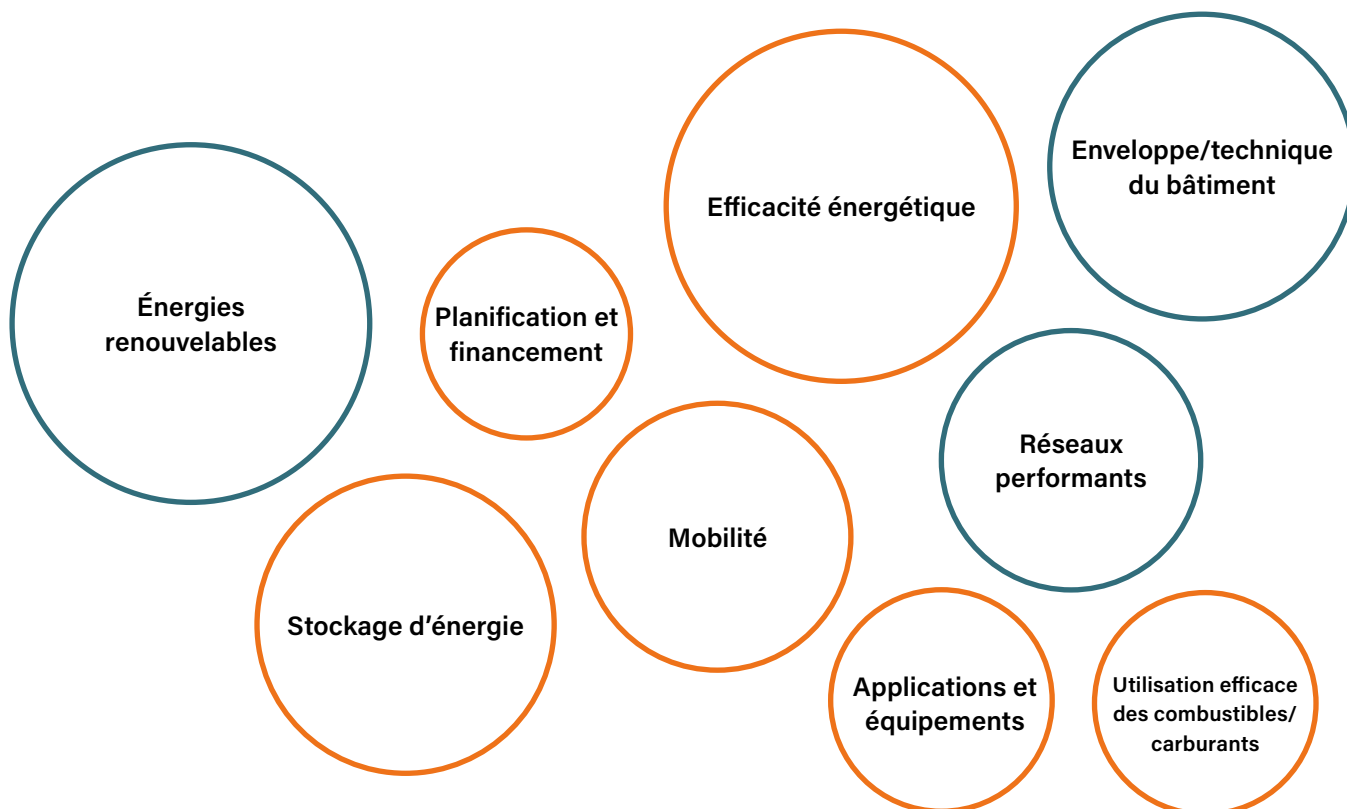 Enveloppe/technique
du bâtiment
Efficacité énergétique
Énergies
renouvelables
Planification et
financement
Réseaux
performants
Mobilité
Stockage d’énergie
Applications et
équipements
Utilisation efficace
des combustibles/
carburants